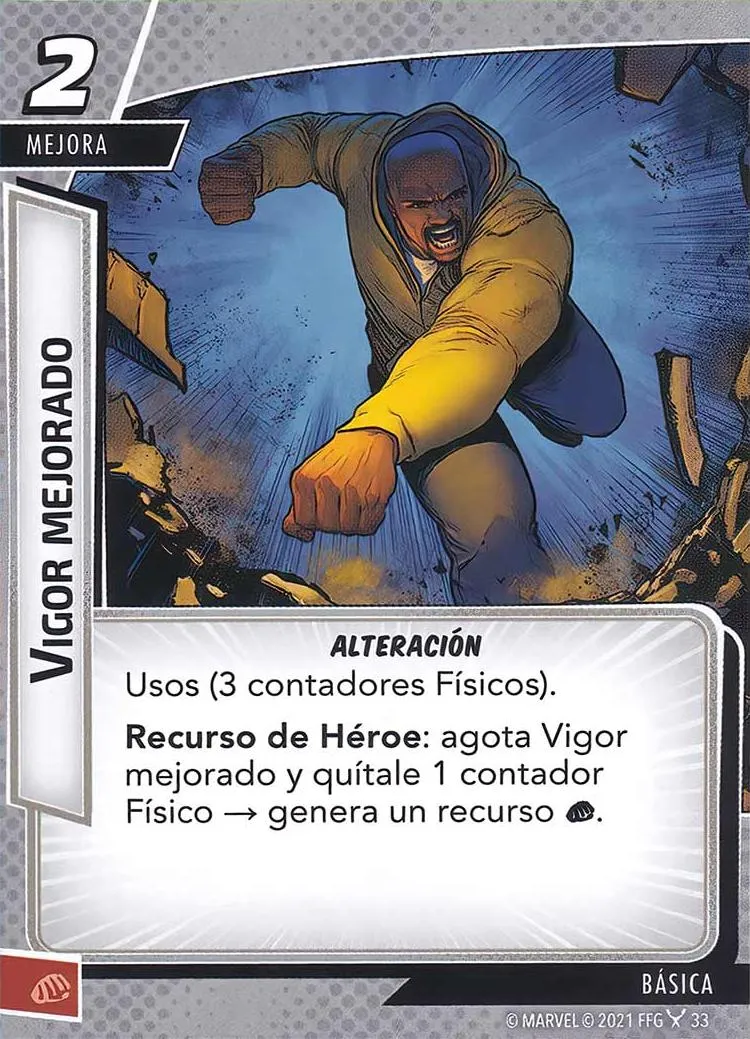 2
MEJORA
VIGOR MEJORADO
ALTERACIÓN
Usos (3 contadores Físicos).
Recurso de Héroe: agota Vigor
mejorado y quítale 1 contador
Físico → genera un recurso .
BÁSICA
© MARVEL © 2021 FFG 33